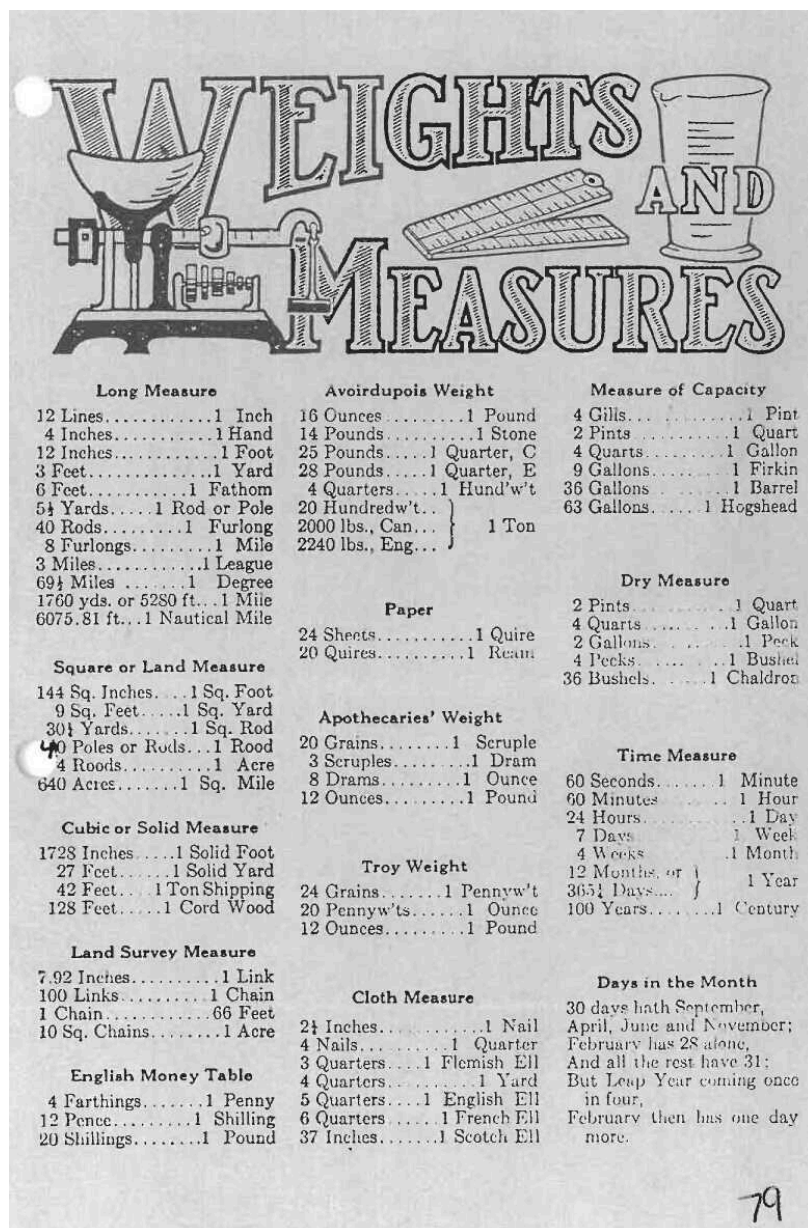 WEIGHTS
AND
MEASURES
Long Measure
12 Lines............1 Inch
4 Inches............1 Hand
12 Inches............1 Foot
3 Feet............1 Yard
6 Feet............1 Fathom
5½ Yards.....1 Rod or Pole
40 Rods..........1 Furlong
8 Furlongs.........1 Mile
3 Miles............1 League
69½ Miles .......1 Degree
1760 yds. or 5280 ft...1 Mile
6075.81 ft...1 Nautical Mile
Square or Land Measure
144 Sq. Inches....1 Sq. Foot
9 Sq. Feet.....1 Sq. Yard
30¼ Yards.......1 Sq. Rod
40 Poles or Rods...1 Rood
4 Roods..........1 Acre
640 Acres.......1 Sq. Mile
Cubic or Solid Measure
1728 Inches.....1 Solid Foot
27 Feet......1 Solid Yard
42 Feet....1 Ton Shipping
128 Feet.....1 Cord Wood
Land Survey Measure
7.92 Inches..........1 Link
100 Links..........1 Chain
1 Chain............66 Feet
10 Sq. Chains........1 Acre
English Money Table
4 Farthings.......1 Penny
12 Pence.........1 Shilling
20 Shillings........1 Pound
Avoirdupois Weight
16 Ounces.........1 Pound
14 Pounds..........1 Stone
25 Pounds....1 Quarter, C
28 Pounds....1 Quarter, E
4 Quarters....1 Hund'w't
20 Hundredw't..
2000 lbs., Can... } 1 Ton
2240 lbs., Eng...
Paper
24 Sheets...........1 Quire
20 Quires..........1 Ream
Apothecaries' Weight
20 Grains........1 Scruple
3 Scruples.........1 Dram
8 Drams.........1 Ounce
12 Ounces..........1 Pound
Troy Weight
24 Grains.....1 Pennyw't
20 Pennyw'ts......1 Ounce
12 Ounces.........1 Pound
Cloth Measure
2¼ Inches............1 Nail
4 Nails..........1 Quarter
3 Quarters....1 Flemish Ell
4 Quarters..........1 Yard
5 Quarters....1 English Ell
6 Quarters......1 French Ell
37 Inches.......1 Scotch Ell
Measure of Capacity
4 Gills.............1 Pint
2 Pints ..........1 Quart
4 Quarts.........1 Gallon
9 Gallons.........1 Firkin
36 Gallons ........1 Barrel
63 Gallons......1 Hogshead
Dry Measure
2 Pints ............1 Quart
4 Quarts..........1 Gallon
2 Gallons..........1 Peck
4 Pecks..........1 Bushel
36 Bushels......1 Chaldron
Time Measure
60 Seconds.......1 Minute
60 Minutes .......1 Hour
24 Hours...........1 Day
7 Days 1 Week
4 Weeks .1 Month
12 Months, or
365¼ Days.... } 1 Year
100 Years........1 Century
Days in the Month
30 days hath September,
April, June and November;
February has 28 alone,
And all the rest have 31;
But Leap Year coming once
in four,
February then has one day
more.
79